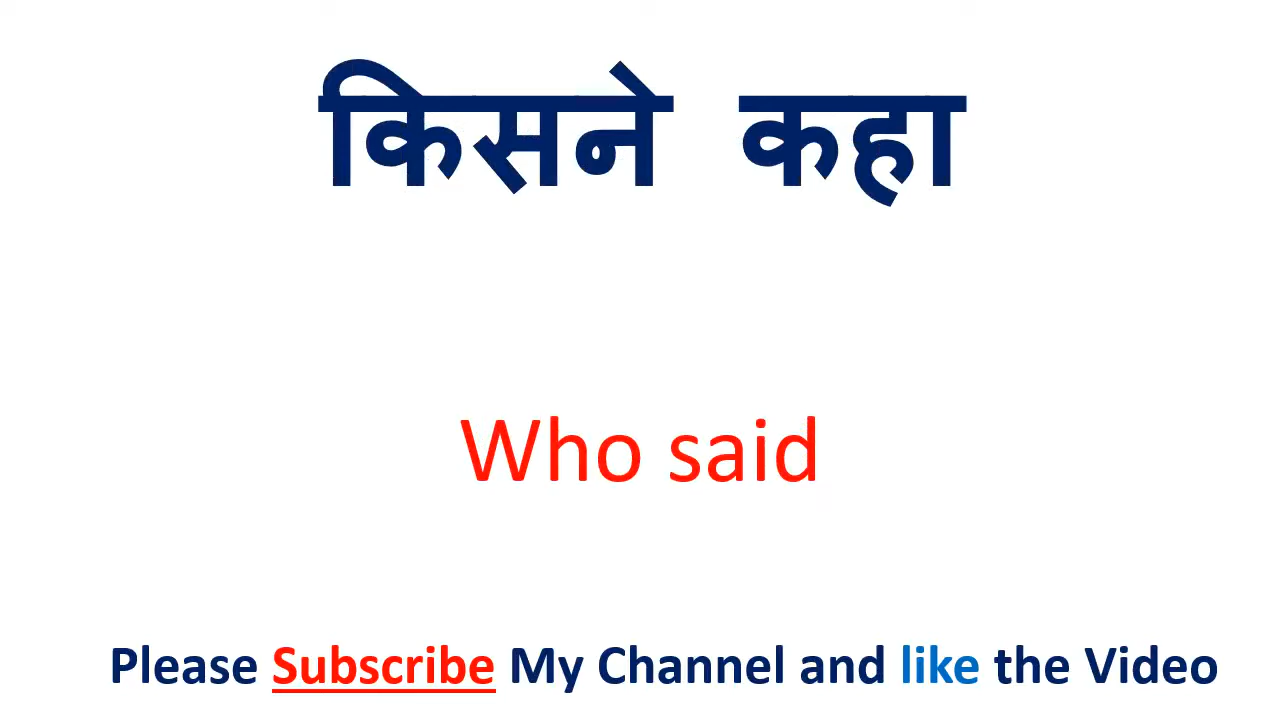 किसने कहा
Who said
Please Subscribe My Channel and like the Video